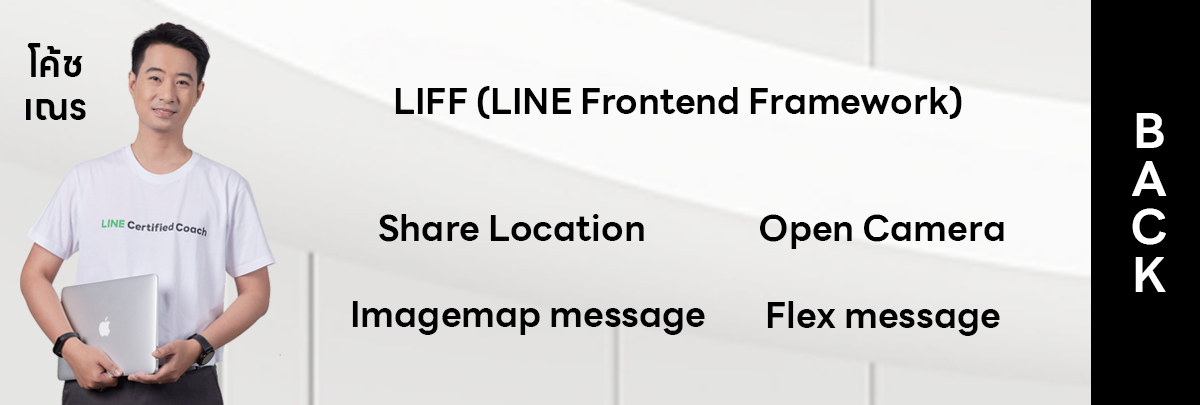 โค้ช
เณร
LINE Certified Coach
LIFF (LINE Frontend Framework)
Share Location
Open Camera
Imagemap message
Flex message
BACK